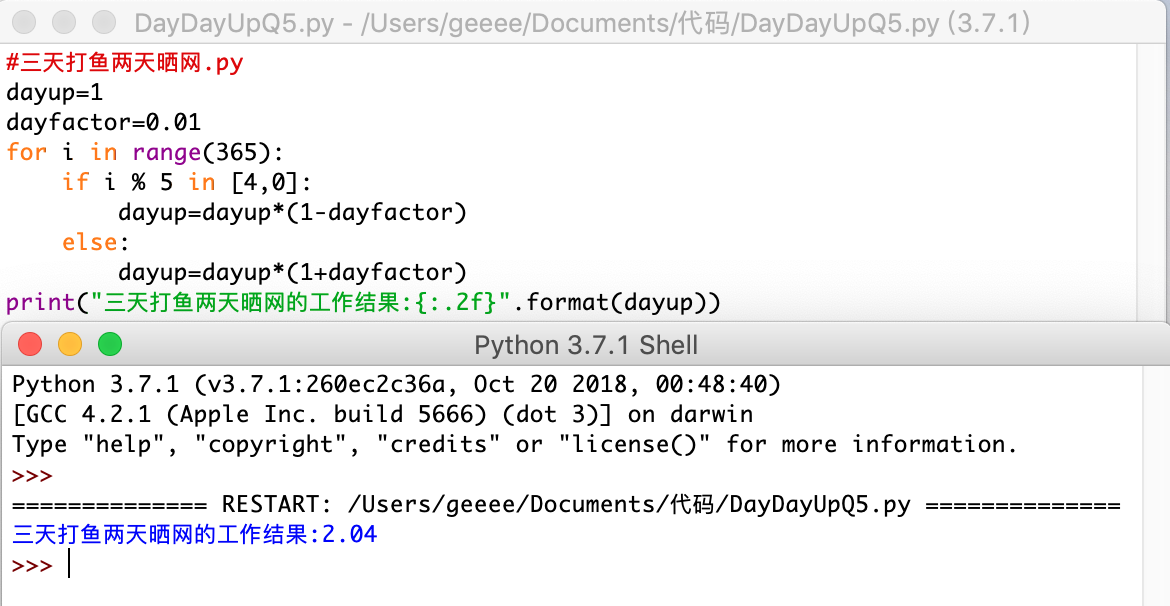 DayDayUpQ5.py - /Users/geeee/Documents/代码/DayDayUpQ5.py (3.7.1)
#三天打鱼两天晒网.py
dayup=1
dayfactor=0.01
for i in range(365):
    if i % 5 in [4,0]:
        dayup=dayup*(1-dayfactor)
    else:
        dayup=dayup*(1+dayfactor)
print("三天打鱼两天晒网的工作结果:{:.2f}".format(dayup))
Python 3.7.1 Shell
Python 3.7.1 (v3.7.1:260ec2c36a, Oct 20 2018, 00:48:40)
[GCC 4.2.1 (Apple Inc. build 5666) (dot 3)] on darwin
Type "help", "copyright", "credits" or "license()" for more information.
>>>
============== RESTART: /Users/geeee/Documents/代码/DayDayUpQ5.py ==============
三天打鱼两天晒网的工作结果:2.04
>>>